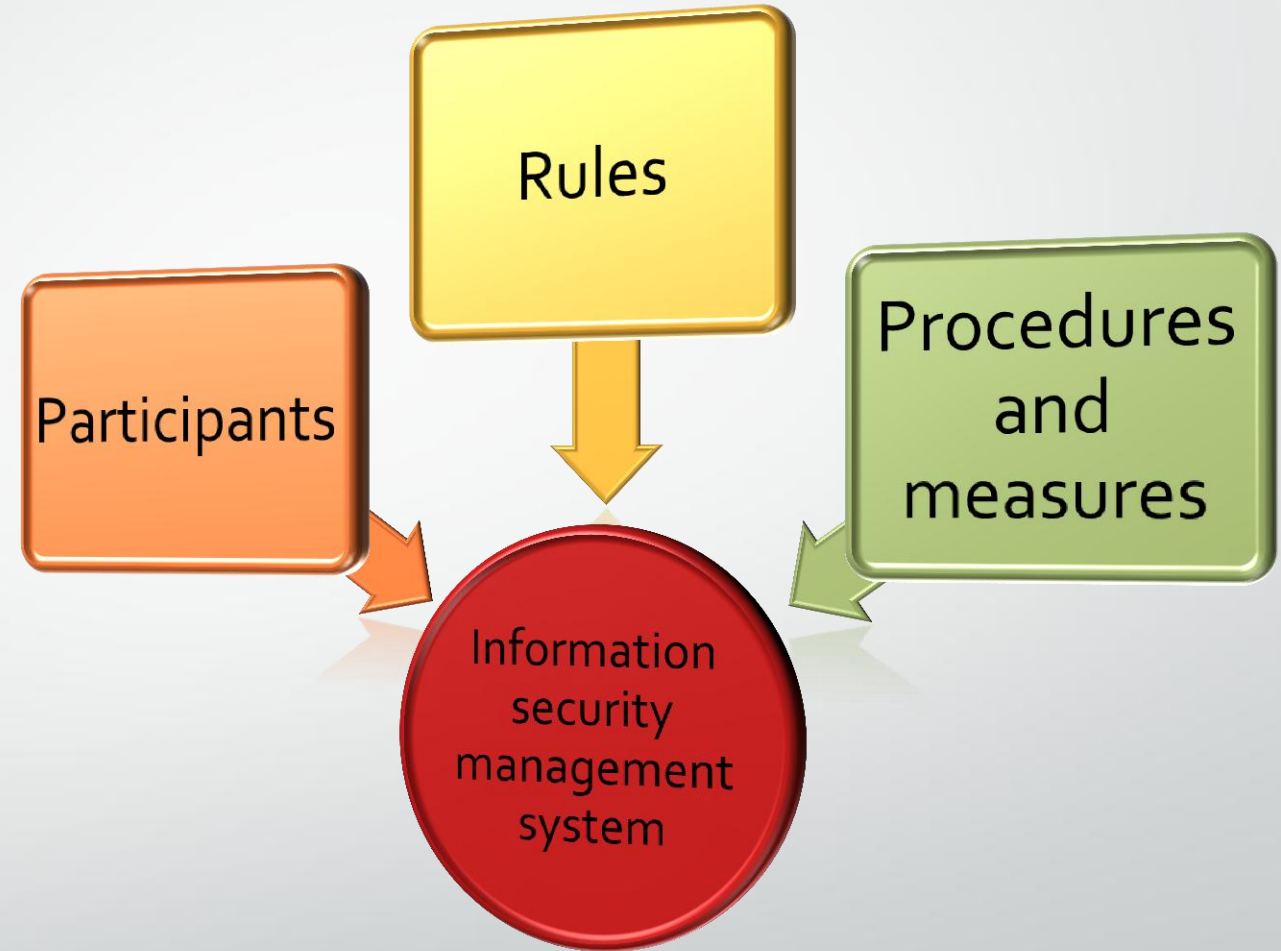 Rules
Participants
Procedures
and
measures
Information
security
management
system